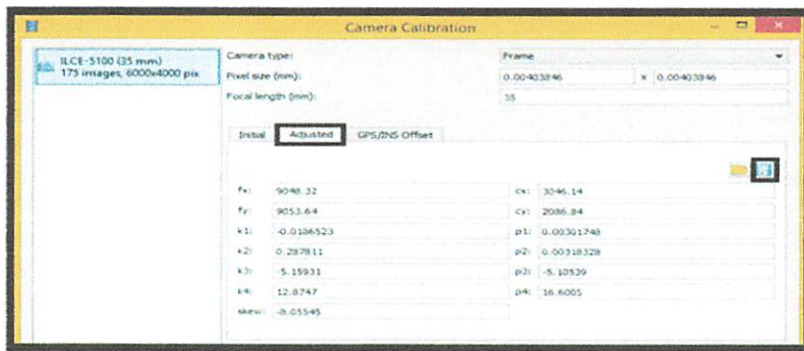 Camera Calibration
ILCE-5100 (35 mm)
175 images, 6000x4000 pix
Camera type: Frame
Pixel size (mm): 0.00403846 x 0.00403846
Focal length (mm): 35
Initial Adjusted GPS/INS Offset
fx: 9048.32 cx: 3046.14
fy: 9053.64 cy: 2086.84
k1: -0.0186523 p1: 0.00301748
k2: 0.287811 p2: 0.00318328
k3: -5.15931 p3: -5.10539
k4: 12.8747 p4: 16.6005
skew: -8.05545